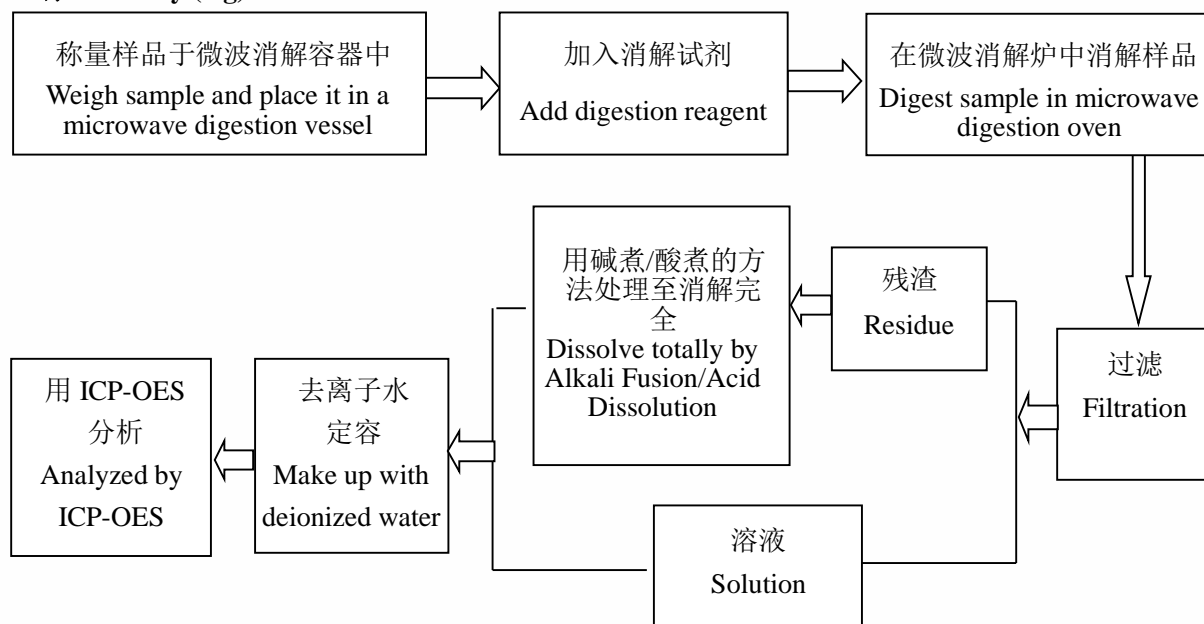 称量样品于微波消解容器中
Weigh sample and place it in a
microwave digestion vessel
加入消解试剂
Add digestion reagent
在微波消解炉中消解样品
Digest sample in microwave
digestion oven
过滤
Filtration
残渣
Residue
用碱煮/酸煮的方
法处理至消解完
全
Dissolve totally by
Alkali Fusion/Acid
Dissolution
溶液
Solution
去离子水
定容
Make up with
deionized water
用 ICP-OES
分析
Analyzed by
ICP-OES